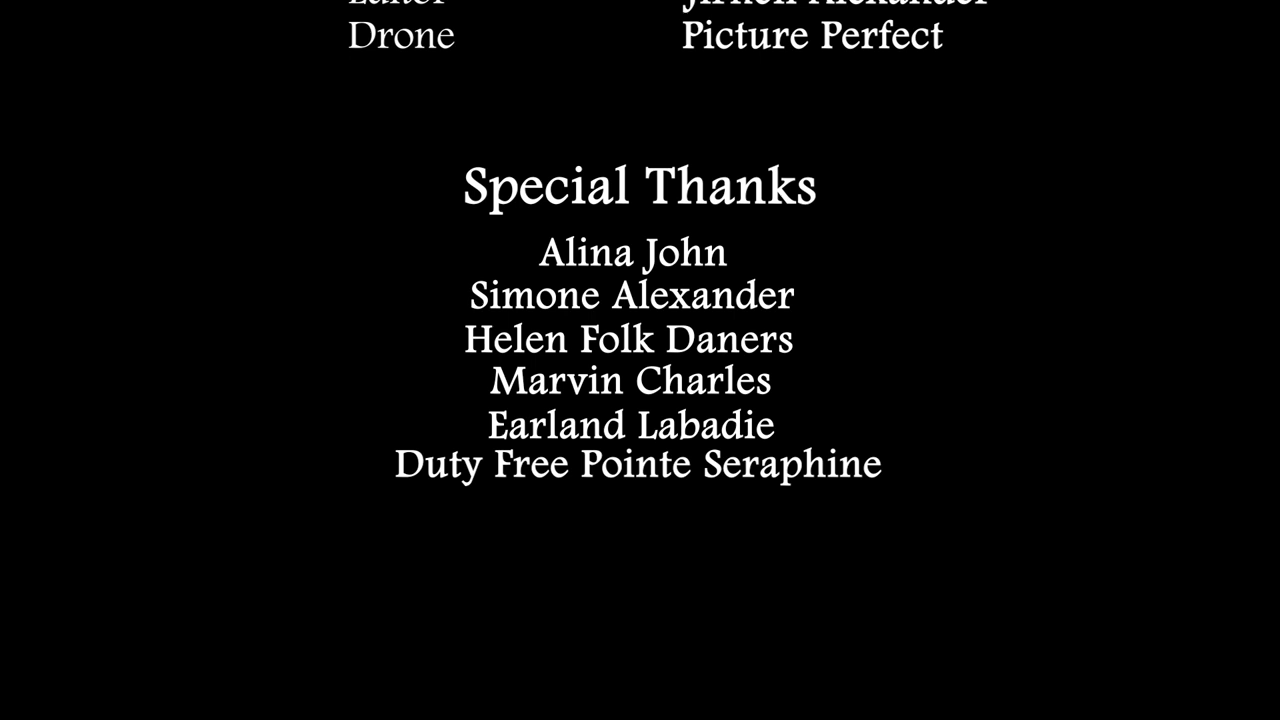 Alexander
Drone Picture Perfect
Special Thanks
Alina John
Simone Alexander
Helen Folk Daners
Marvin Charles
Earland Labadie
Duty Free Pointe Seraphine